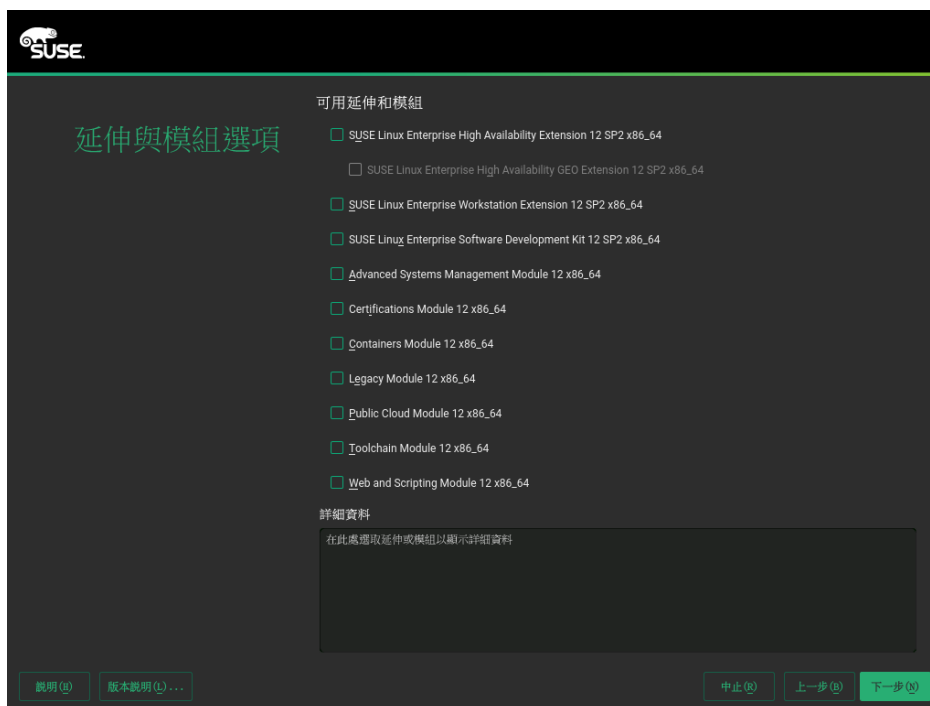 SUSE.
延伸與模組選項
可用延伸和模組
SUSE Linux Enterprise High Availability Extension 12 SP2 x86_64
SUSE Linux Enterprise High Availability GEO Extension 12 SP2 x86_64
SUSE Linux Enterprise Workstation Extension 12 SP2 x86_64
SUSE Linux Enterprise Software Development Kit 12 SP2 x86_64
Advanced Systems Management Module 12 x86_64
Certifications Module 12 x86_64
Containers Module 12 x86_64
Legacy Module 12 x86_64
Public Cloud Module 12 x86_64
Toolchain Module 12 x86_64
Web and Scripting Module 12 x86_64
詳細資料
在此處選取延伸或模組以顯示詳細資料
說明(H) 版本說明(L)... 中止(R) 上一步(B) 下一步(N)